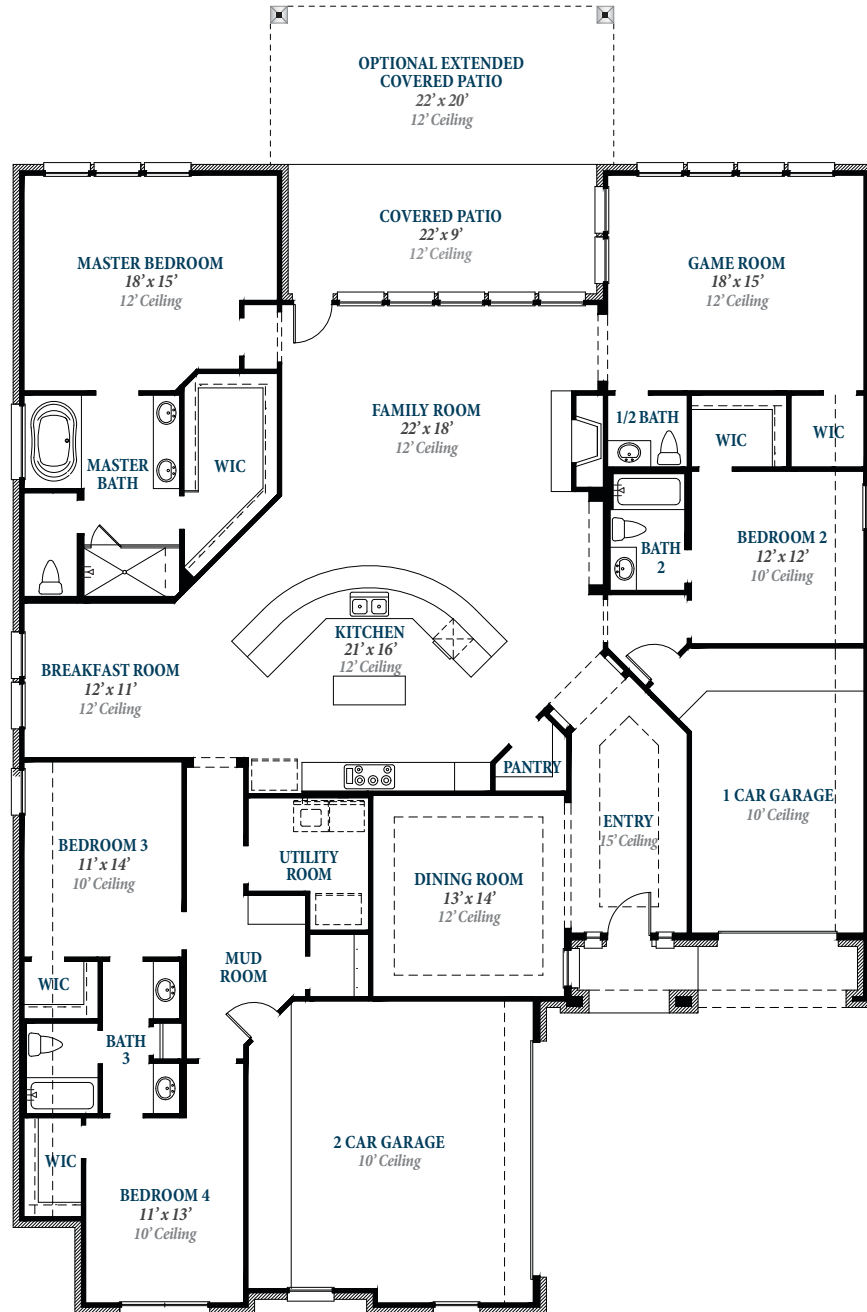 OPTIONAL EXTENDED
COVERED PATIO
22’ x 20’
12’ Ceiling
COVERED PATIO
22’ x 9’
12’ Ceiling
MASTER BEDROOM
18’ x 15’
12’ Ceiling
GAME ROOM
18’ x 15’
12’ Ceiling
FAMILY ROOM
22’ x 18’
12’ Ceiling
1/2 BATH
WIC
WIC
MASTER
BATH
WIC
BATH
2
BEDROOM 2
12’ x 12’
10’ Ceiling
KITCHEN
21’ x 16’
12’ Ceiling
BREAKFAST ROOM
12’ x 11’
12’ Ceiling
PANTRY
1 CAR GARAGE
10’ Ceiling
ENTRY
15’ Ceiling
BEDROOM 3
11’ x 14’
10’ Ceiling
UTILITY
ROOM
DINING ROOM
13’ x 14’
12’ Ceiling
MUD
ROOM
WIC
BATH
3
2 CAR GARAGE
10’ Ceiling
WIC
BEDROOM 4
11’ x 13’
10’ Ceiling